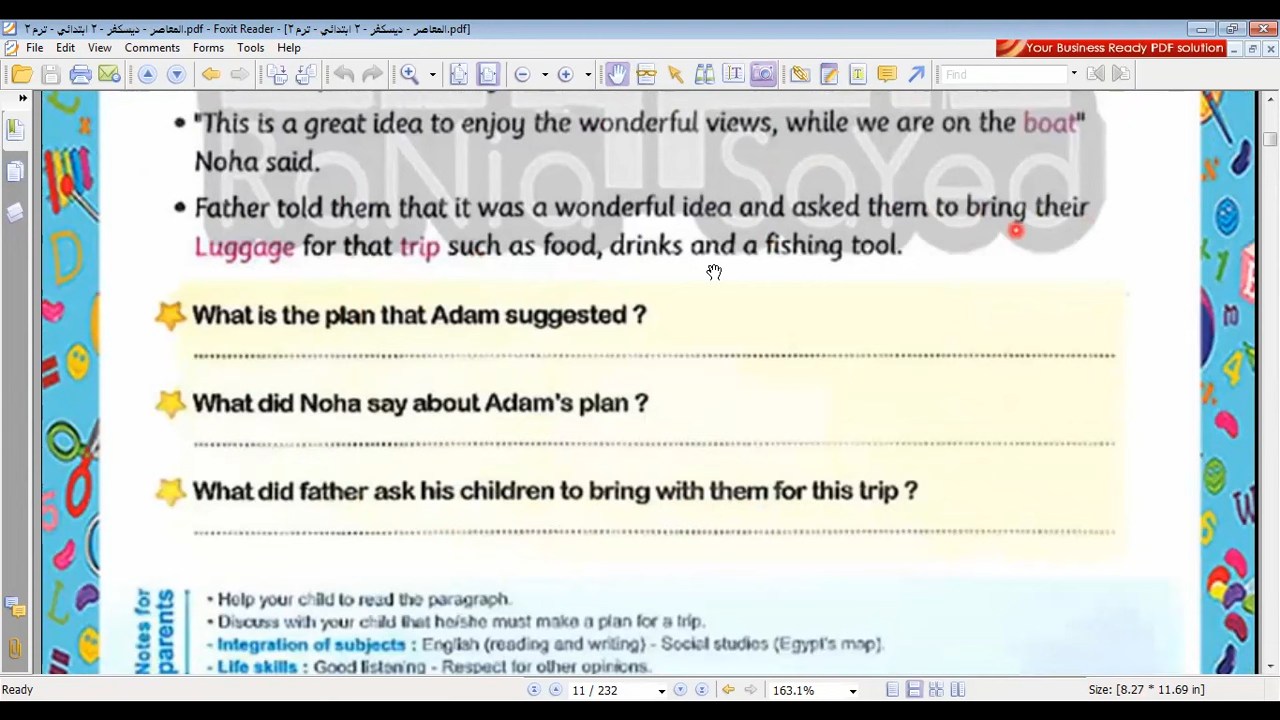 المعاصر - ديسكفر - ٢ ابتدائي - ترم٢.pdf - Foxit Reader - [المعاصر - ديسكفر - ٢ ابتدائي - ترم٢.pdf]
File Edit View Comments Forms Tools Help
Your Business Ready PDF solution
Find
RaNia SaYed
• "This is a great idea to enjoy the wonderful views, while we are on the boat"
Noha said.
• Father told them that it was a wonderful idea and asked them to bring their
Luggage for that trip such as food, drinks and a fishing tool.
What is the plan that Adam suggested ?
What did Noha say about Adam's plan ?
What did father ask his children to bring with them for this trip ?
Notes for
parents
• Help your child to read the paragraph.
• Discuss with your child that he/she must make a plan for a trip.
- Integration of subjects : English (reading and writing) - Social studies (Egypt's map).
- Life skills : Good listening - Respect for other opinions.
Ready
11 / 232
163.1%
Size: [8.27 * 11.69 in]